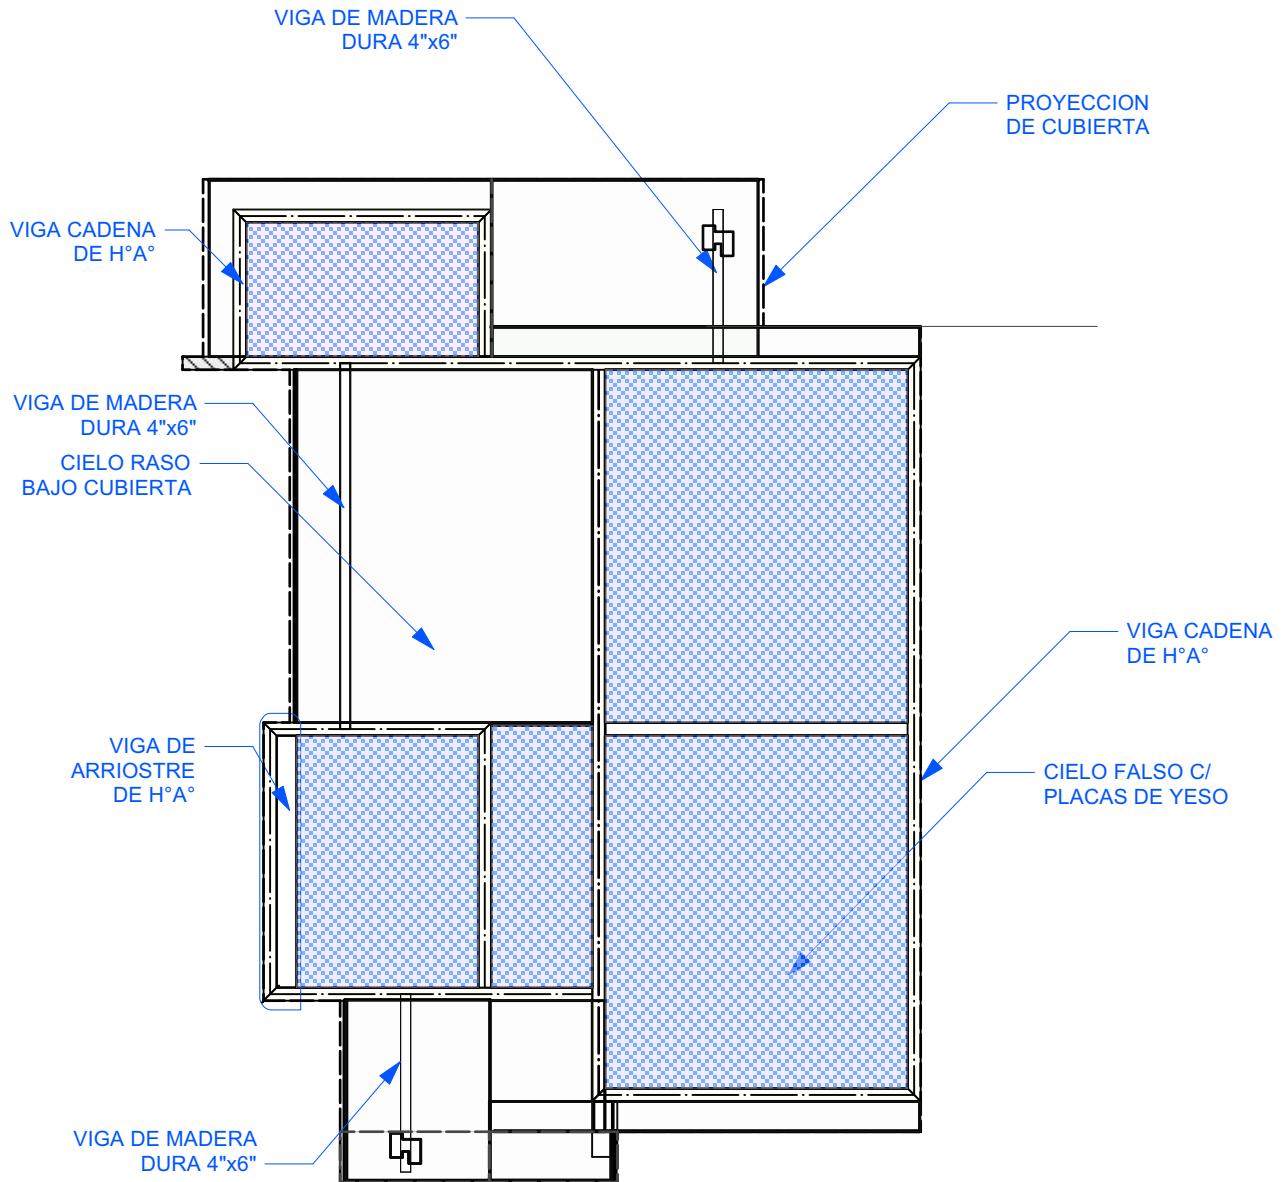 VIGA DE MADERA
DURA 4"x6"
PROYECCION
DE CUBIERTA
VIGA CADENA
DE H°A°
VIGA DE MADERA
DURA 4"x6"
CIELO RASO
BAJO CUBIERTA
VIGA CADENA
DE H°A°
VIGA DE
ARRIOSTRE
DE H°A°
CIELO FALSO C/
PLACAS DE YESO
VIGA DE MADERA
DURA 4"x6"